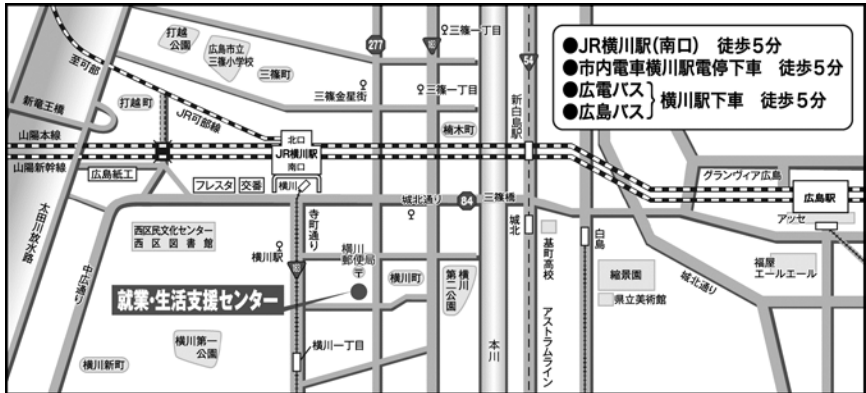 ●JR横川駅(南口) 徒歩5分
●市内電車横川駅電停下車 徒歩5分
●広電バス
●広島バス
横川駅下車 徒歩5分
打越公園
広島市立三篠小学校
277
三篠一丁目
54
至可部
三篠町
新竜王橋
打越町
三篠金星街
三篠一丁目
新白島駅
JR可部線
楠木町
山陽本線
北口
JR横川駅
南口
山陽新幹線
広島紙工
フレスタ
交番
横川
グランヴィア広島
広島駅
アッセ
城北通り
84
三篠橋
太田川放水路
中広通り
西区民文化センター
西区図書館
寺町通り
横川駅
横川郵便局
城北
白島
基町高校
縮景園
県立美術館
城北通り
福屋
エールエール
横川町
横川第二公園
就業・生活支援センター
横川第一公園
横川新町
横川一丁目
本川
アストラムライン